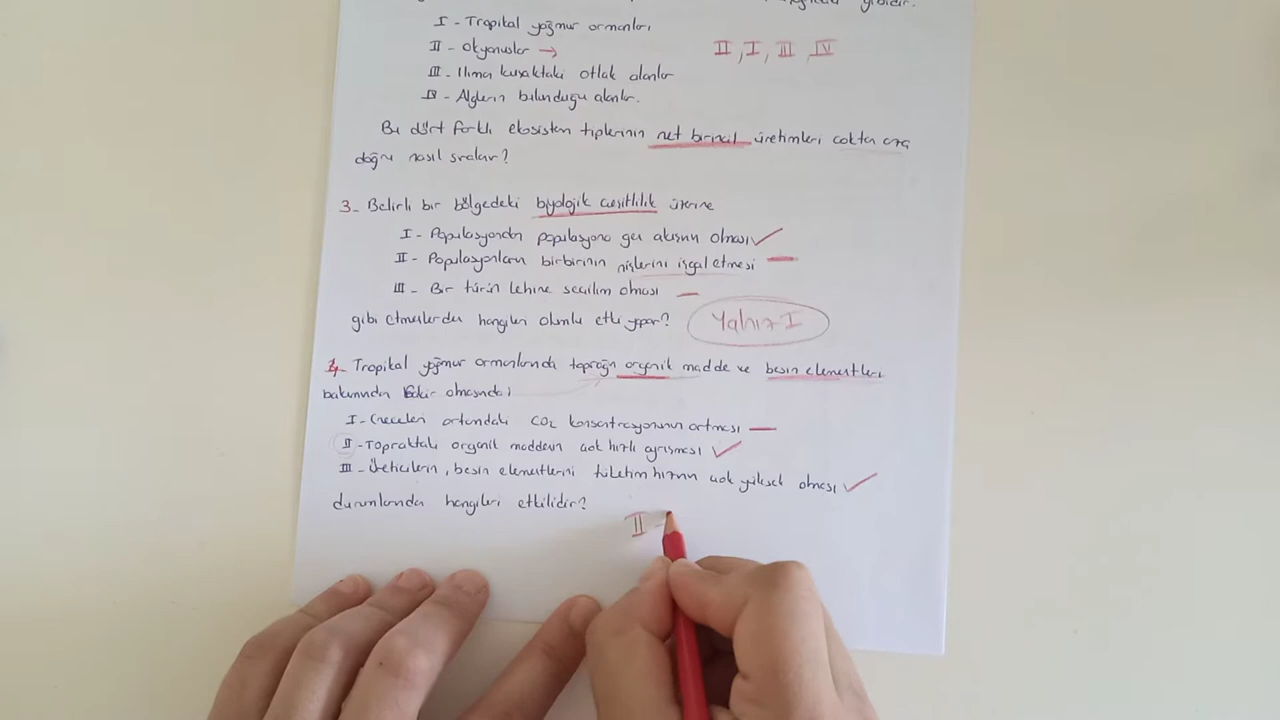 gibidir.
I - Tropikal yağmur ormanları
II - Okyanuslar →
II, I, III, IV
III - Ilıman kuşaktaki otlak alanlar
IV - Alglerin bulunduğu alanlar.
Bu dört farklı ekosistem tiplerinin net birincil üretimleri çoktan aza
doğru nasıl sıralar?
3- Belirli bir bölgedeki biyolojik çeşitlilik üzerine
I - Populasyondan populasyona gen akışının olması ✓
II - Populasyonların birbirinin nişlerini işgal etmesi —
III - Bir türün lehine seçilim olması —
gibi etmenlerden hangileri olumlu etki yapar? Yalnız I
4- Tropikal yağmur ormanlarında toprağın organik madde ve besin elementleri
bakımından fakir olmasında;
I - Geceleri ortamdaki CO2 konsantrasyonunun artması —
II - Topraktaki organik maddenin çok hızlı ayrışması ✓
III - Üreticilerin, besin elementlerini tüketim hızının çok yüksek olması ✓
durumlarından hangileri etkilidir?
II -